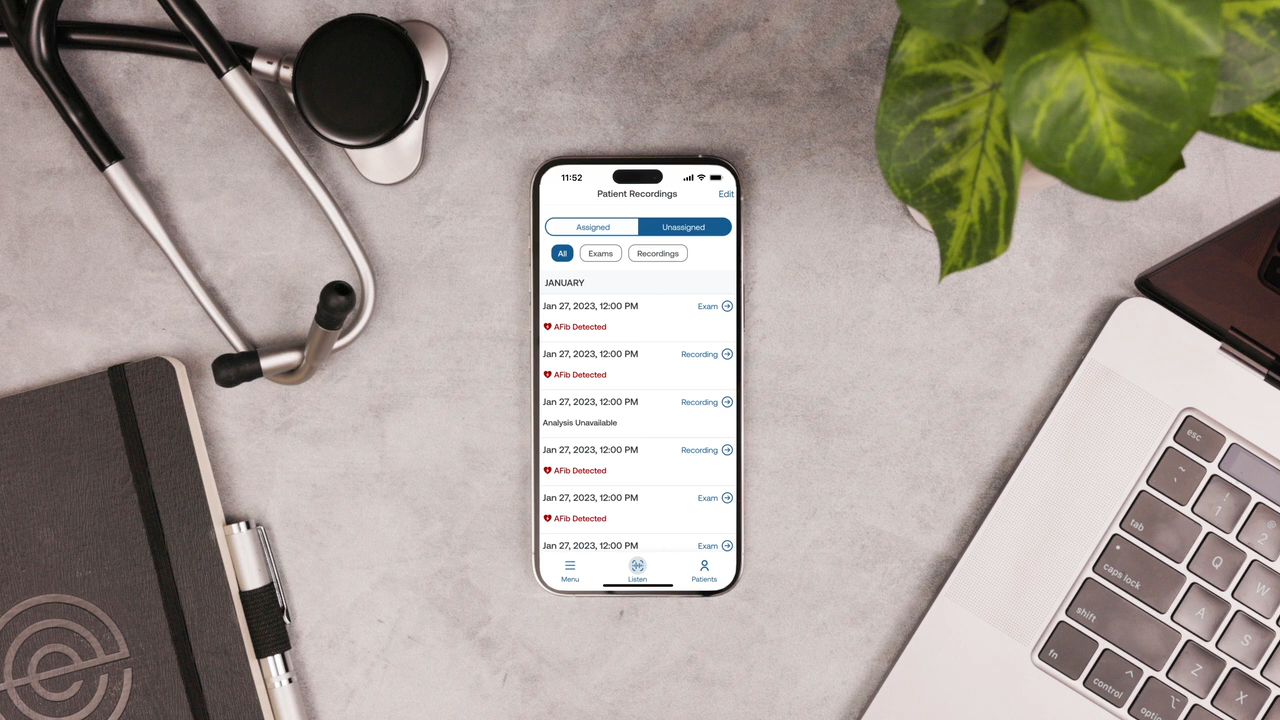 11:52
Patient Recordings
Edit
Assigned
Unassigned
All
Exams
Recordings
JANUARY
Jan 27, 2023, 12:00 PM
Exam
AFib Detected
Jan 27, 2023, 12:00 PM
Recording
AFib Detected
Jan 27, 2023, 12:00 PM
Recording
Analysis Unavailable
Jan 27, 2023, 12:00 PM
Recording
AFib Detected
Jan 27, 2023, 12:00 PM
Exam
AFib Detected
Jan 27, 2023, 12:00 PM
Exam
Menu
Listen
Patients
esc
~
`
!
1
@
2
tab
Q
W
caps lock
A
S
shift
Z
X
fn
control
option